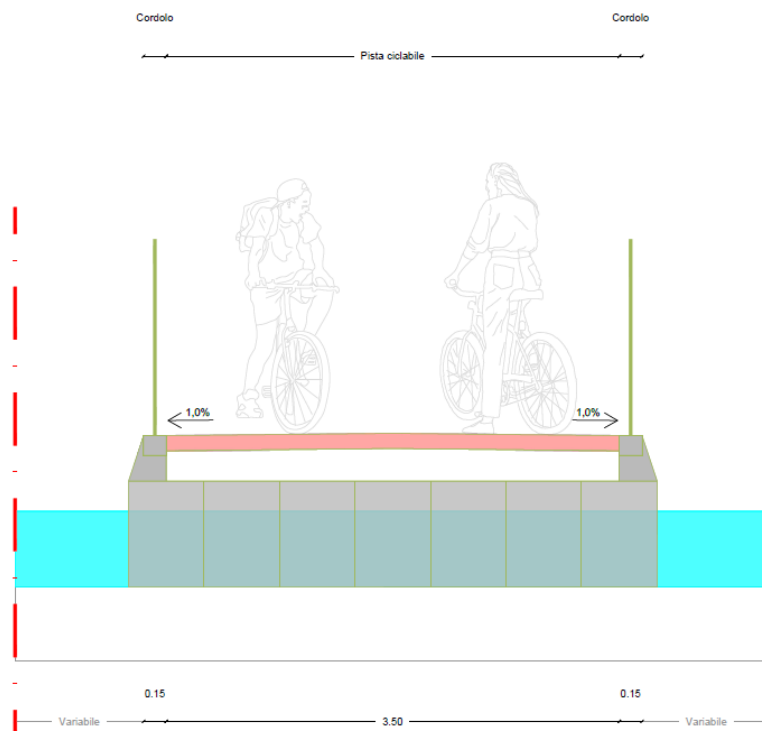 Cordolo Cordolo
Pista ciclabile
1,0% 1,0%
0.15 0.15
Variabile 3.50 Variabile